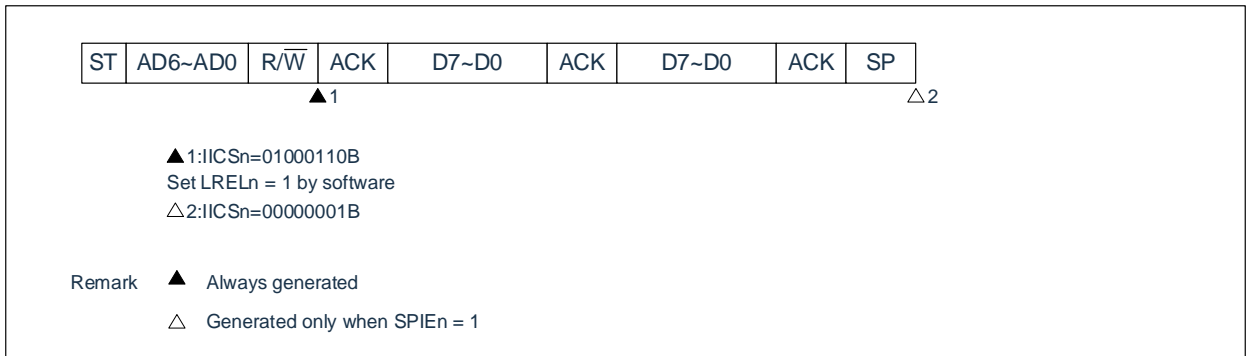 ST AD6~AD0 R/W̅ ACK D7~D0 ACK D7~D0 ACK SP
▲1 △2
▲1:IICSn=01000110B
Set LRELn = 1 by software
△2:IICSn=00000001B
Remark ▲ Always generated
△ Generated only when SPIEn = 1